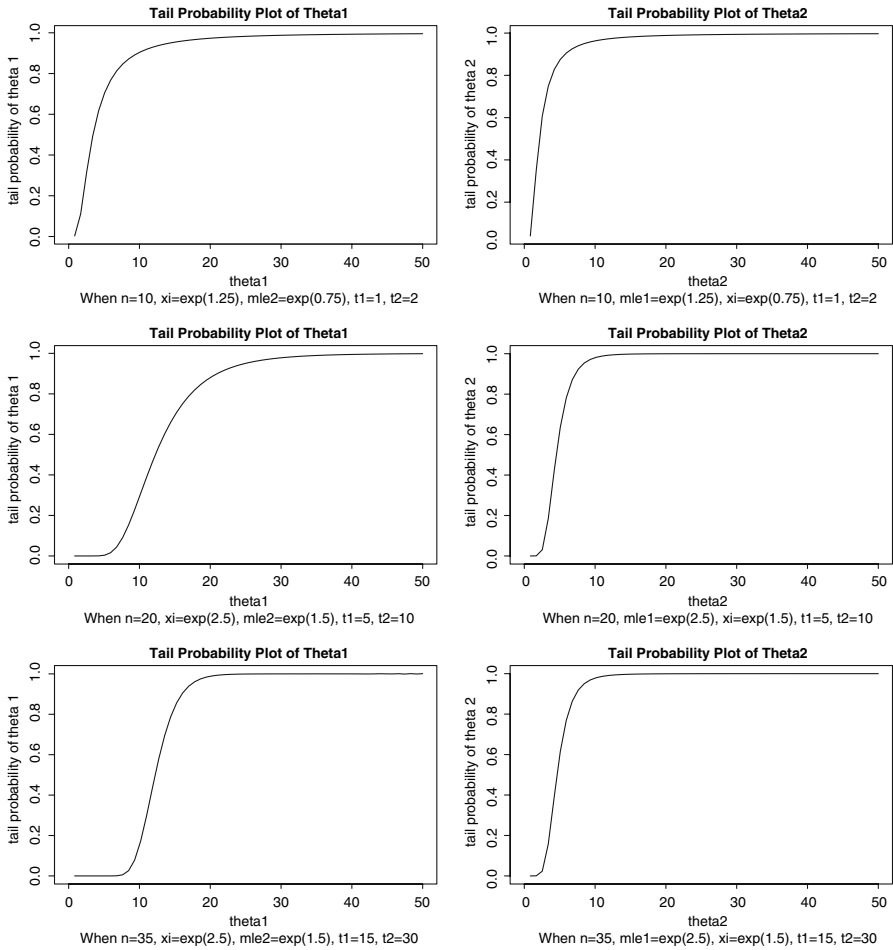 Tail Probability Plot of Theta1
tail probability of theta 1
0.0 0.2 0.4 0.6 0.8 1.0
0 10 20 30 40 50
theta1
When n=10, xi=exp(1.25), mle2=exp(0.75), t1=1, t2=2
Tail Probability Plot of Theta2
tail probability of theta 2
0.2 0.4 0.6 0.8 1.0
0 10 20 30 40 50
theta2
When n=10, mle1=exp(1.25), xi=exp(0.75), t1=1, t2=2
Tail Probability Plot of Theta1
tail probability of theta 1
0.0 0.2 0.4 0.6 0.8 1.0
0 10 20 30 40 50
theta1
When n=20, xi=exp(2.5), mle2=exp(1.5), t1=5, t2=10
Tail Probability Plot of Theta2
tail probability of theta 2
0.0 0.2 0.4 0.6 0.8 1.0
0 10 20 30 40 50
theta2
When n=20, mle1=exp(2.5), xi=exp(1.5), t1=5, t2=10
Tail Probability Plot of Theta1
tail probability of theta 1
0.0 0.2 0.4 0.6 0.8 1.0
0 10 20 30 40 50
theta1
When n=35, xi=exp(2.5), mle2=exp(1.5), t1=15, t2=30
Tail Probability Plot of Theta2
tail probability of theta 2
0.0 0.2 0.4 0.6 0.8 1.0
0 10 20 30 40 50
theta2
When n=35, mle1=exp(2.5), xi=exp(1.5), t1=15, t2=30